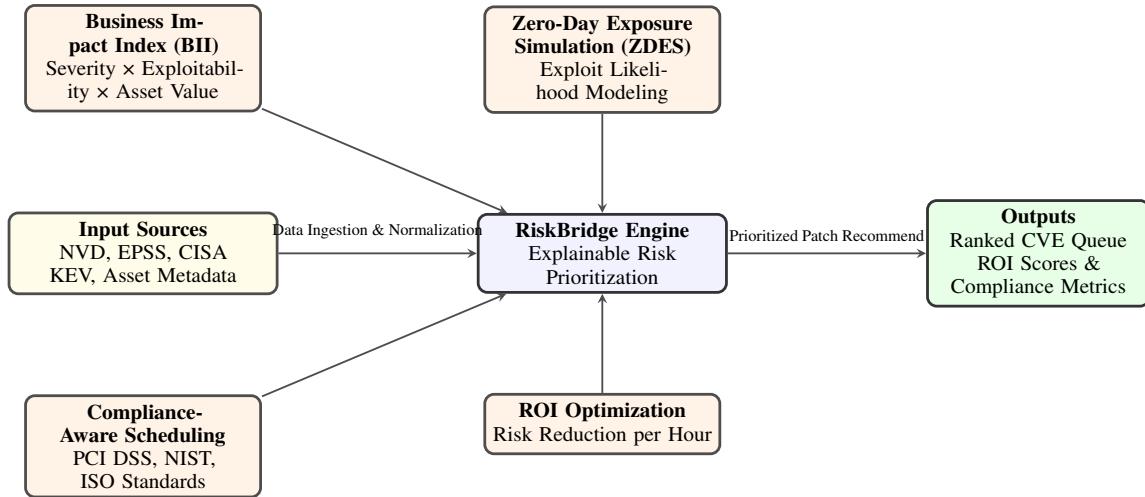 Business Im-
pact Index (BII)
Severity × Exploitabil-
ity × Asset Value
Zero-Day Exposure
Simulation (ZDES)
Exploit Likeli-
hood Modeling
Input Sources
NVD, EPSS, CISA
KEV, Asset Metadata
Data Ingestion & Normalization
RiskBridge Engine
Explainable Risk
Prioritization
Prioritized Patch Recommend
Outputs
Ranked CVE Queue
ROI Scores &
Compliance Metrics
Compliance-
Aware Scheduling
PCI DSS, NIST,
ISO Standards
ROI Optimization
Risk Reduction per Hour